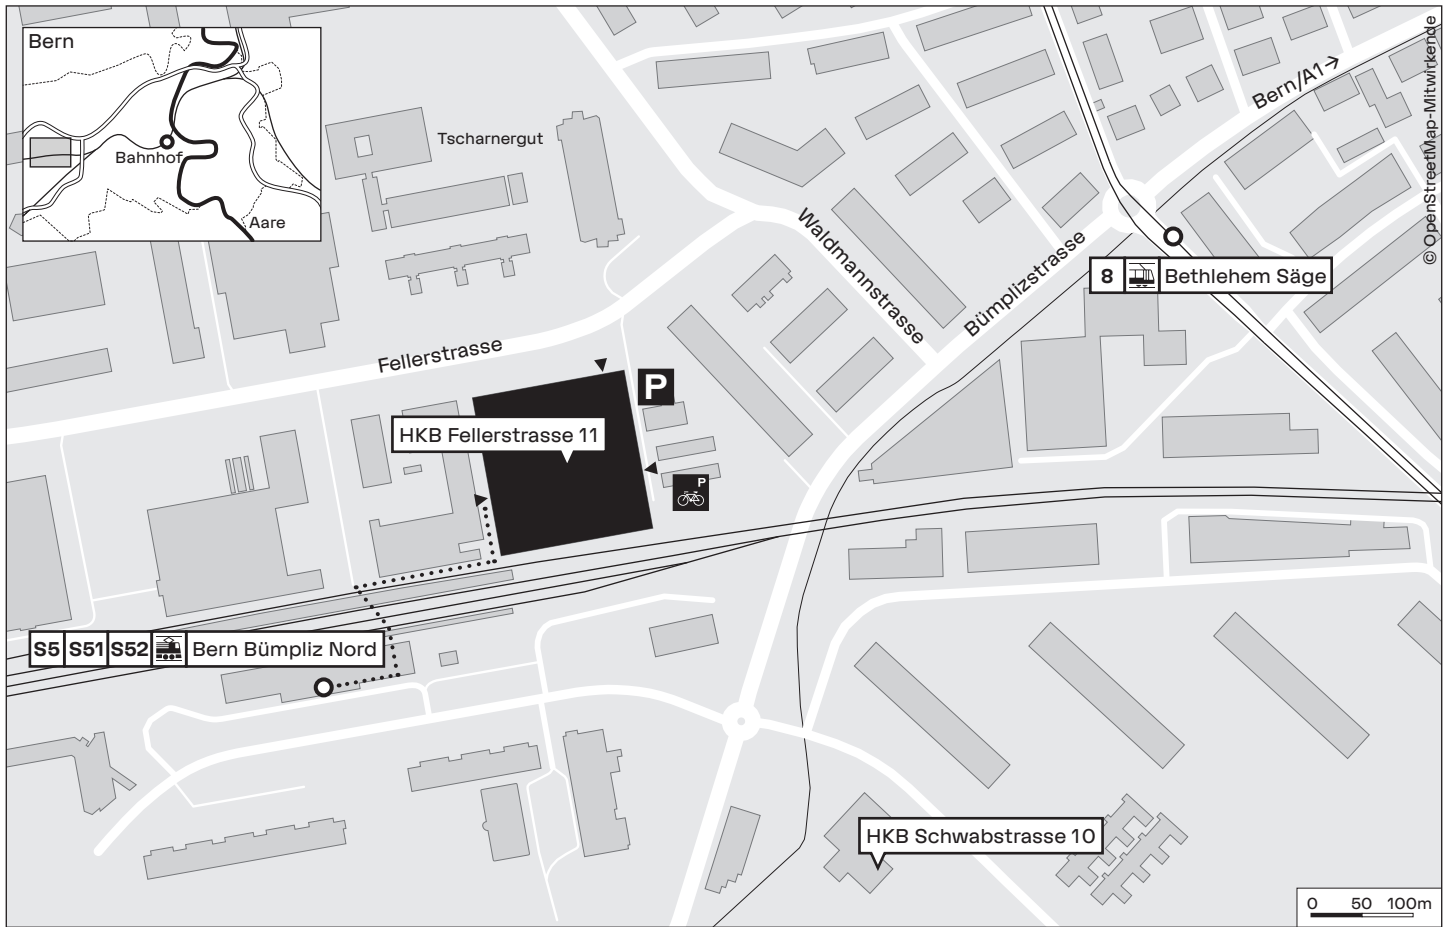 Bern
Bahnhof
Aare
Tscharnergut
Waldmannstrasse
Bümplizstrasse
Bern/A1→
© OpenStreetMap-Mitwirkende
8 Bethlehem Säge
Fellerstrasse
P
HKB Fellerstrasse 11
P
S5 S51 S52 Bern Bümpliz Nord
HKB Schwabstrasse 10
0 50 100m